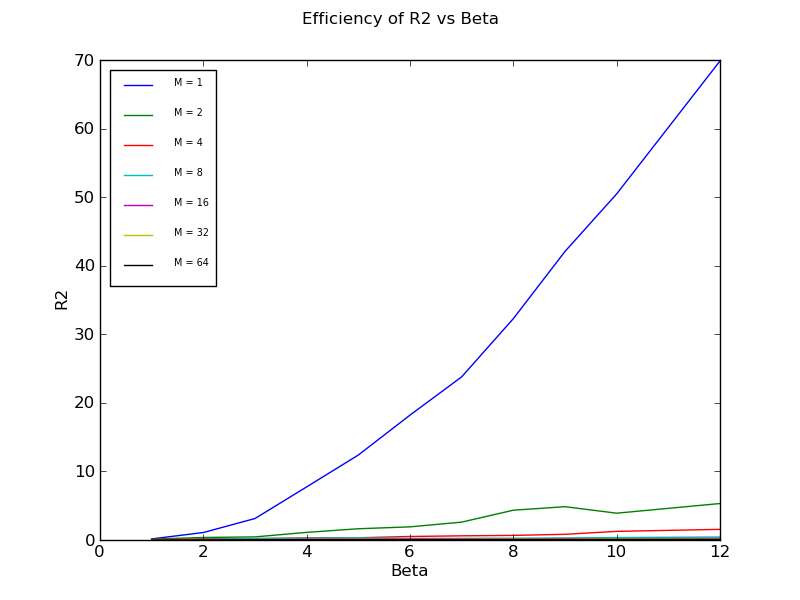 Efficiency of R2 vs Beta
70
60
50
40
30
20
10
0
R2
M = 1
M = 2
M = 4
M = 8
M = 16
M = 32
M = 64
0 2 4 6 8 10 12
Beta